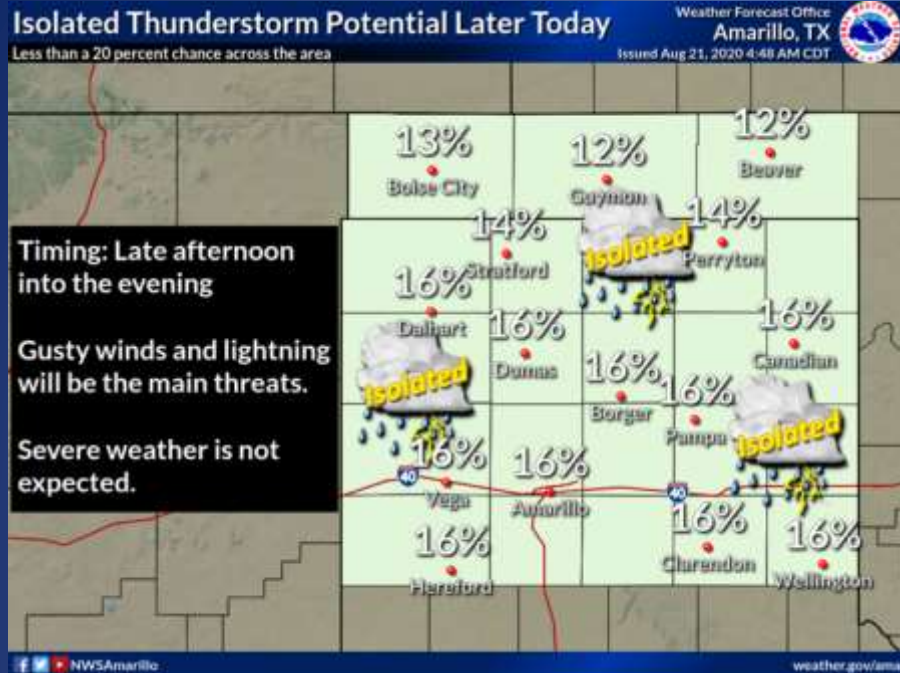 Isolated Thunderstorm Potential Later Today
Less than a 20 percent chance across the area
Weather Forecast Office
Amarillo, TX
Issued Aug 21, 2020 4:48 AM CDT
13%
Boise City
12%
Guymon
12%
Beaver
14%
Stratford
Isolated
14%
Perryton
Timing: Late afternoon
into the evening
Gusty winds and lightning
will be the main threats.
Severe weather is not
expected.
16%
Dalhart
16%
Dumas
16%
Canadian
Isolated
16%
Borger
16%
Pampa
Isolated
40
16%
Vega
16%
Amarillo
40
16%
Clarendon
16%
Wellington
16%
Hereford
NWSAmarillo
weather.gov/ama